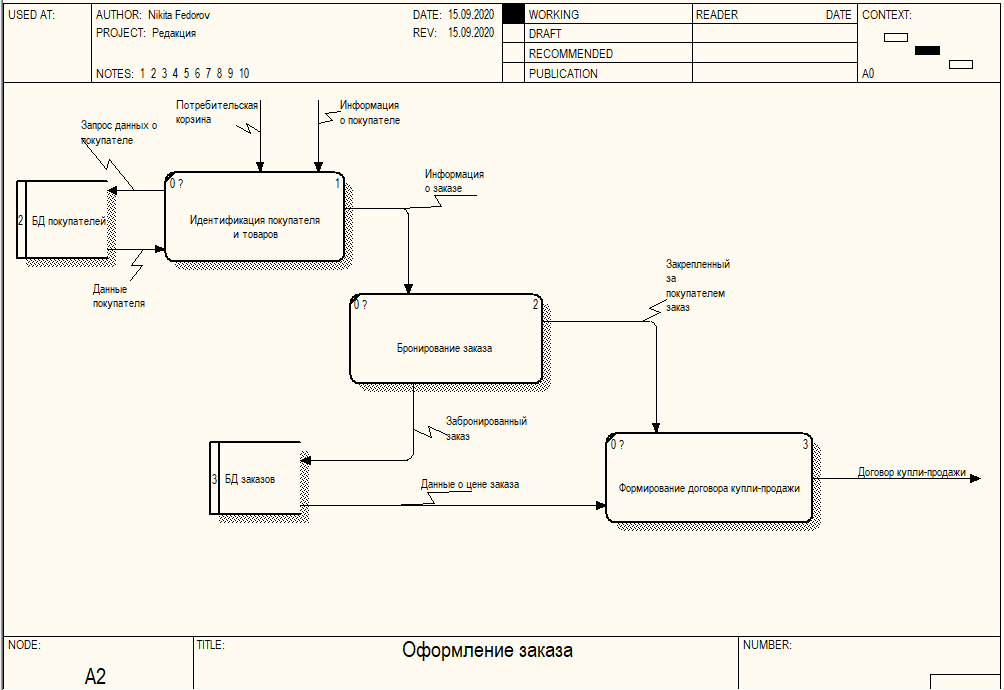 USED AT:
AUTHOR: Nikita Fedorov
DATE: 15.09.2020
PROJECT: Редакция
REV: 15.09.2020
NOTES: 1 2 3 4 5 6 7 8 9 10
WORKING
DRAFT
RECOMMENDED
PUBLICATION
READER
DATE
CONTEXT:
A0
Потребительская
корзина
Информация
о покупателе
Запрос данных о
покупателе
0 ?
1
Идентификация покупателя
и товаров
2
БД покупателей
Данные
покупателя
Информация
о заказе
0 ?
2
Бронирование заказа
Закрепленный
за
покупателем
заказ
Забронированный
заказ
3
БД заказов
Данные о цене заказа
0 ?
3
Формирование договора купли-продажи
Договор купли-продажи
NODE:
A2
TITLE:
Оформление заказа
NUMBER: